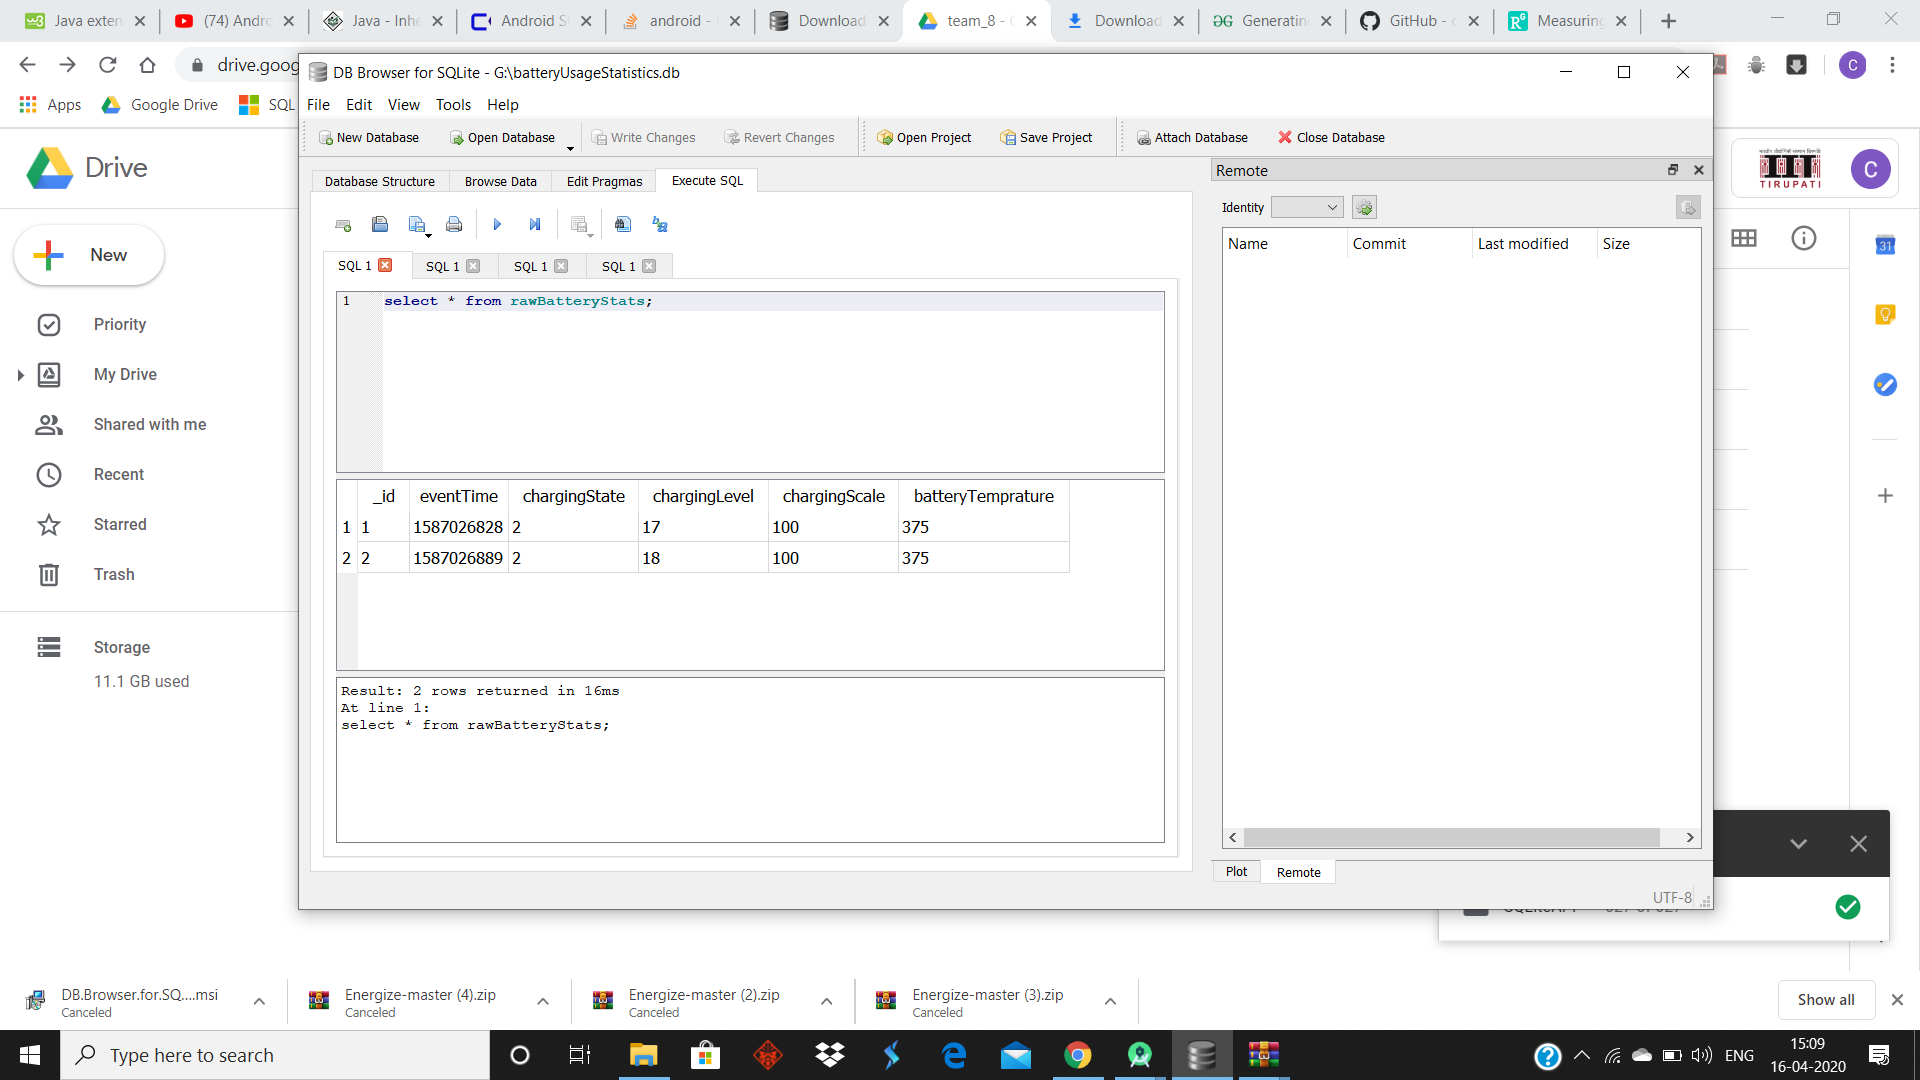 Java exten
(74) Andro
Java - Inhe
Android S
android -
Download
team_8 -
Download
Generating
GitHub -
Measuring
drive.goog
C
Apps
Google Drive
SQL
DB Browser for SQLite - G:\batteryUsageStatistics.db
File Edit View Tools Help
New Database
Open Database
Write Changes
Revert Changes
Open Project
Save Project
Attach Database
Close Database
Drive
New
Priority
My Drive
Shared with me
Recent
Starred
Trash
Storage
11.1 GB used
Database Structure
Browse Data
Edit Pragmas
Execute SQL
SQL 1
SQL 1
SQL 1
SQL 1
1 select * from rawBatteryStats;
_id eventTime chargingState chargingLevel chargingScale batteryTemprature
1 1 1587026828 2 17 100 375
2 2 1587026889 2 18 100 375
Result: 2 rows returned in 16ms
At line 1:
select * from rawBatteryStats;
Remote
Identity
Name Commit Last modified Size
Plot
Remote
UTF-8
TIRUPATI
C
31
DB.Browser.for.SQ....msi
Canceled
Energize-master (4).zip
Canceled
Energize-master (2).zip
Canceled
Energize-master (3).zip
Canceled
Show all
Type here to search
ENG
15:09
16-04-2020